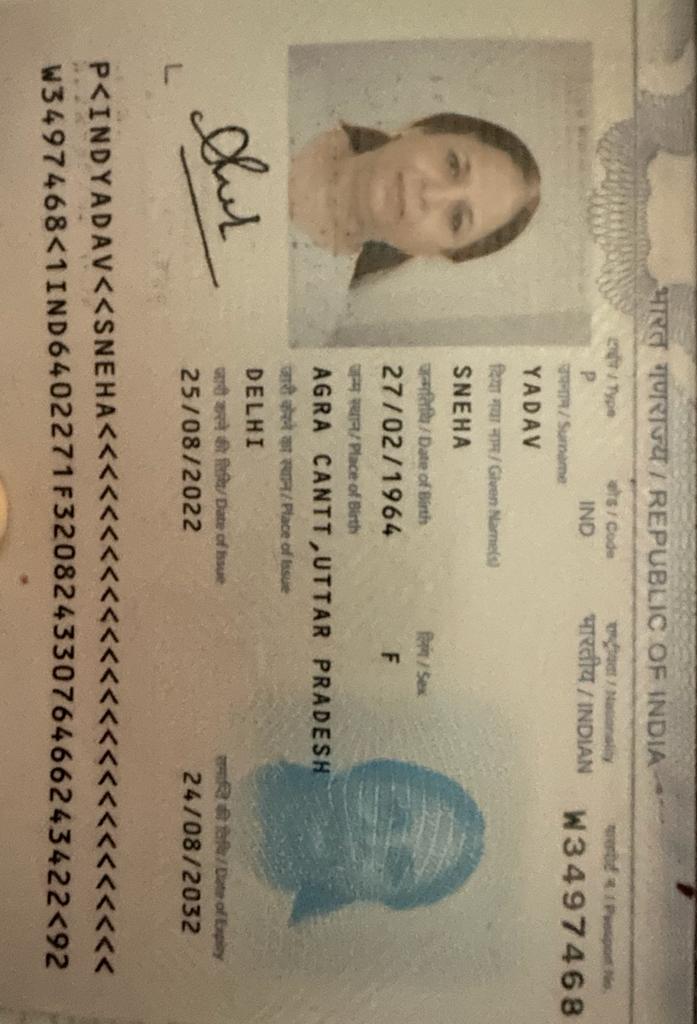 भारत गणराज्य / REPUBLIC OF INDIA
टाईप / Type कोड / Code राष्ट्रीयता / Nationality पासपोर्ट नं. / Passport No.
P IND भारतीय / INDIAN W3497468
उपनाम / Surname
YADAV
दिया गया नाम / Given Name(s)
SNEHA
जन्मतिथि / Date of Birth लिंग / Sex
27/02/1964 F
जन्म स्थान / Place of Birth
AGRA CANTT,UTTAR PRADESH
जारी करने का स्थान / Place of Issue
DELHI
जारी करने की तिथि / Date of Issue समाप्ति की तिथि / Date of Expiry
25/08/2022 24/08/2032
P<INDYADAV<<SNEHA<<<<<<<<<<<<<<<<<<<<<<<<<<<
W3497468<1IND6402271F3208243307646624 3422<92